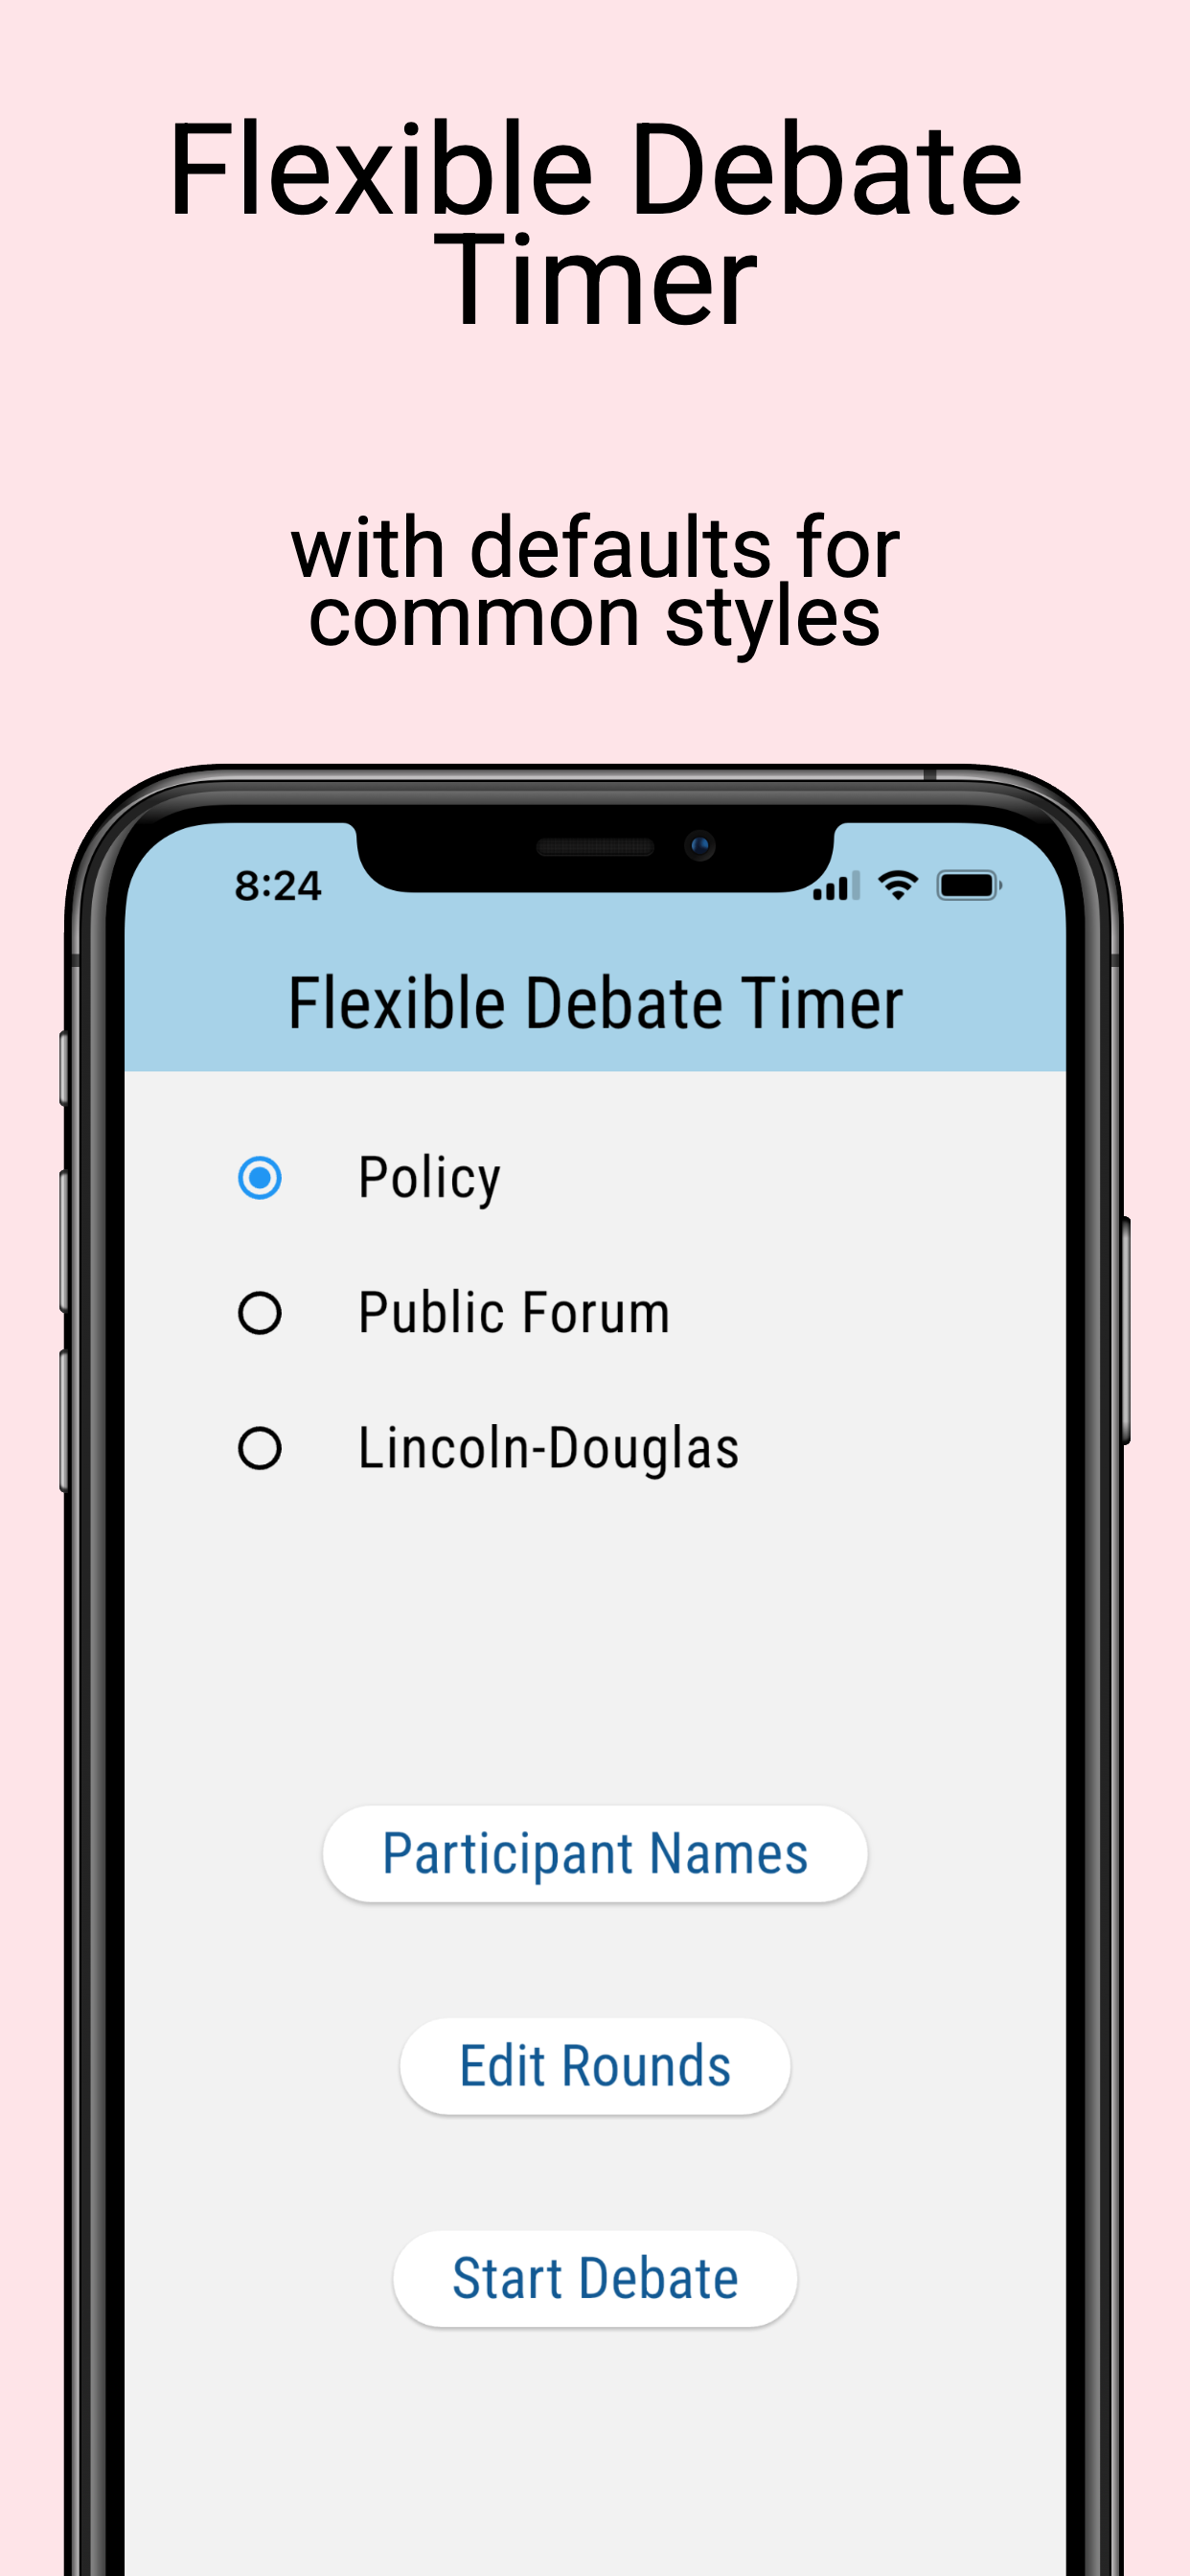 Flexible Debate
Timer
with defaults for
common styles
8:24
Flexible Debate Timer
Policy
Public Forum
Lincoln-Douglas
Participant Names
Edit Rounds
Start Debate